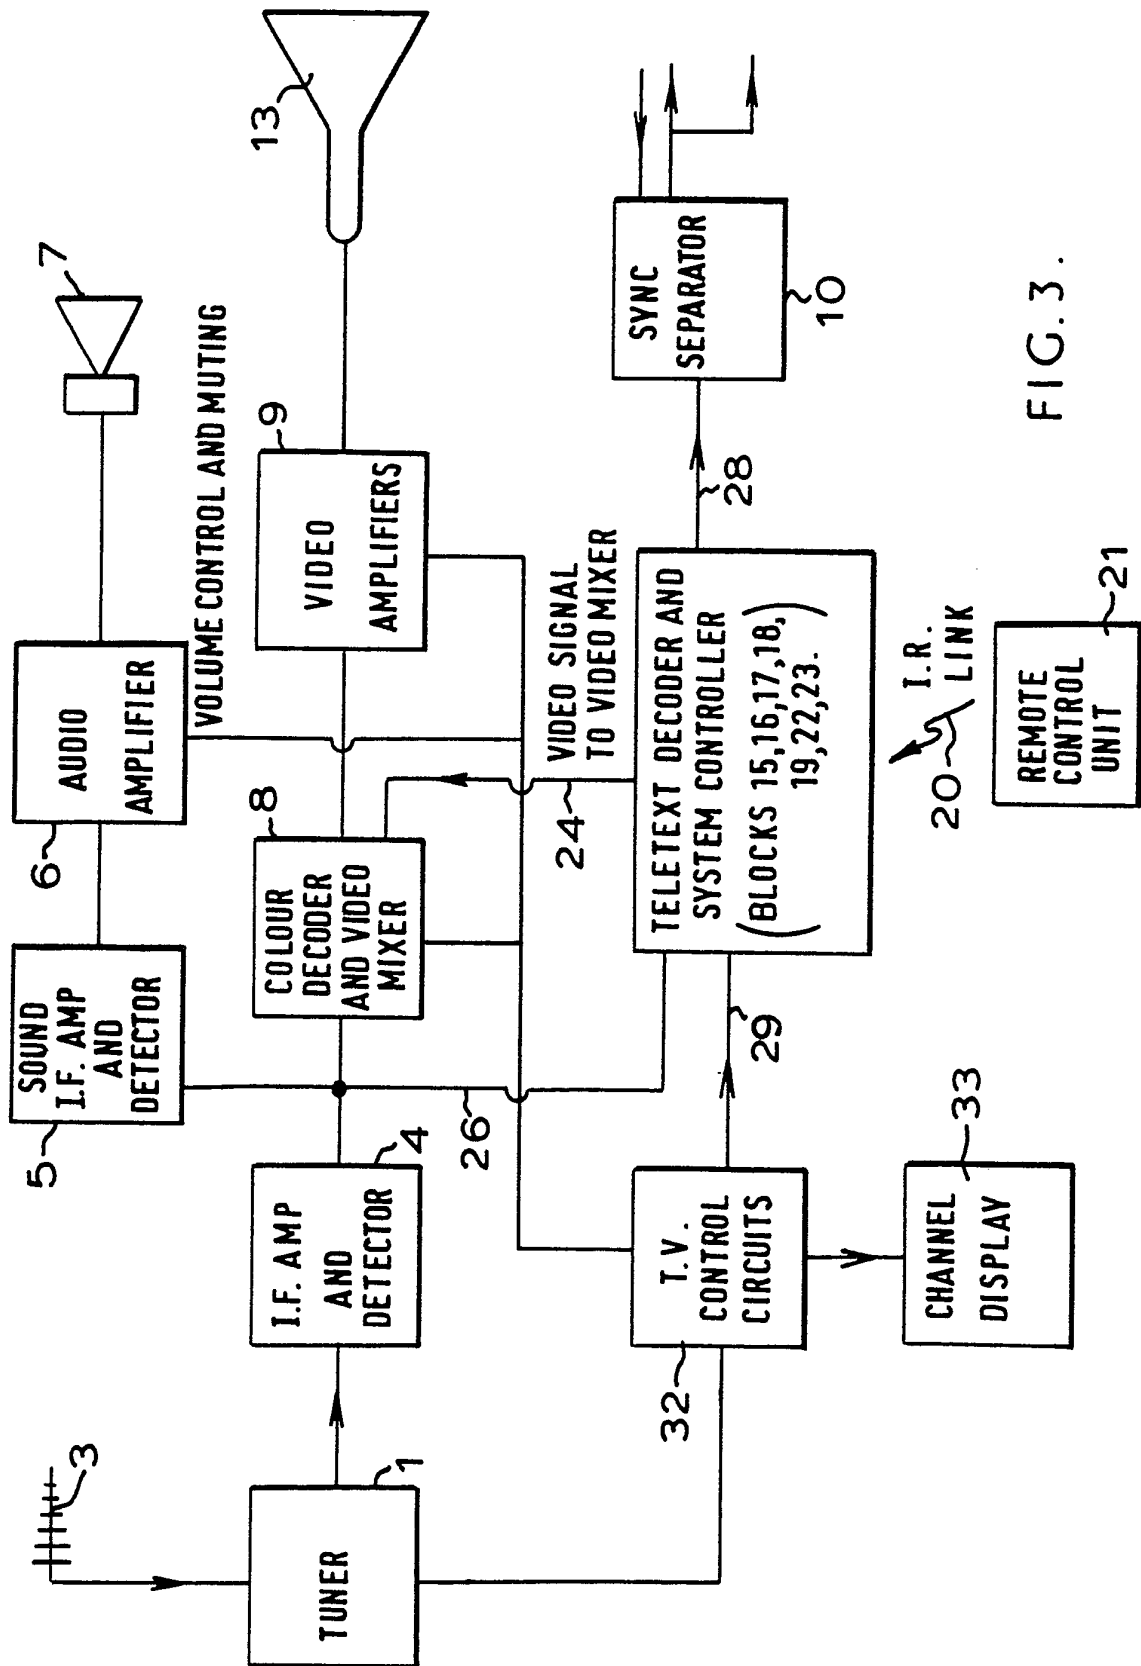 3
TUNER
1
I.F. AMP
AND
DETECTOR
4
SOUND
I.F. AMP
AND
DETECTOR
5
AUDIO
AMPLIFIER
6
7
VOLUME CONTROL AND MUTING
COLOUR
DECODER
AND VIDEO
MIXER
8
VIDEO
AMPLIFIERS
9
13
26
24
VIDEO SIGNAL
TO VIDEO MIXER
T.V.
CONTROL
CIRCUITS
32
29
TELETEXT DECODER AND
SYSTEM CONTROLLER
(BLOCKS 15,16,17,18,
19,22,23.)
28
SYNC
SEPARATOR
10
CHANNEL
DISPLAY
33
20
I.R.
LINK
REMOTE
CONTROL
UNIT
21
FIG.3.